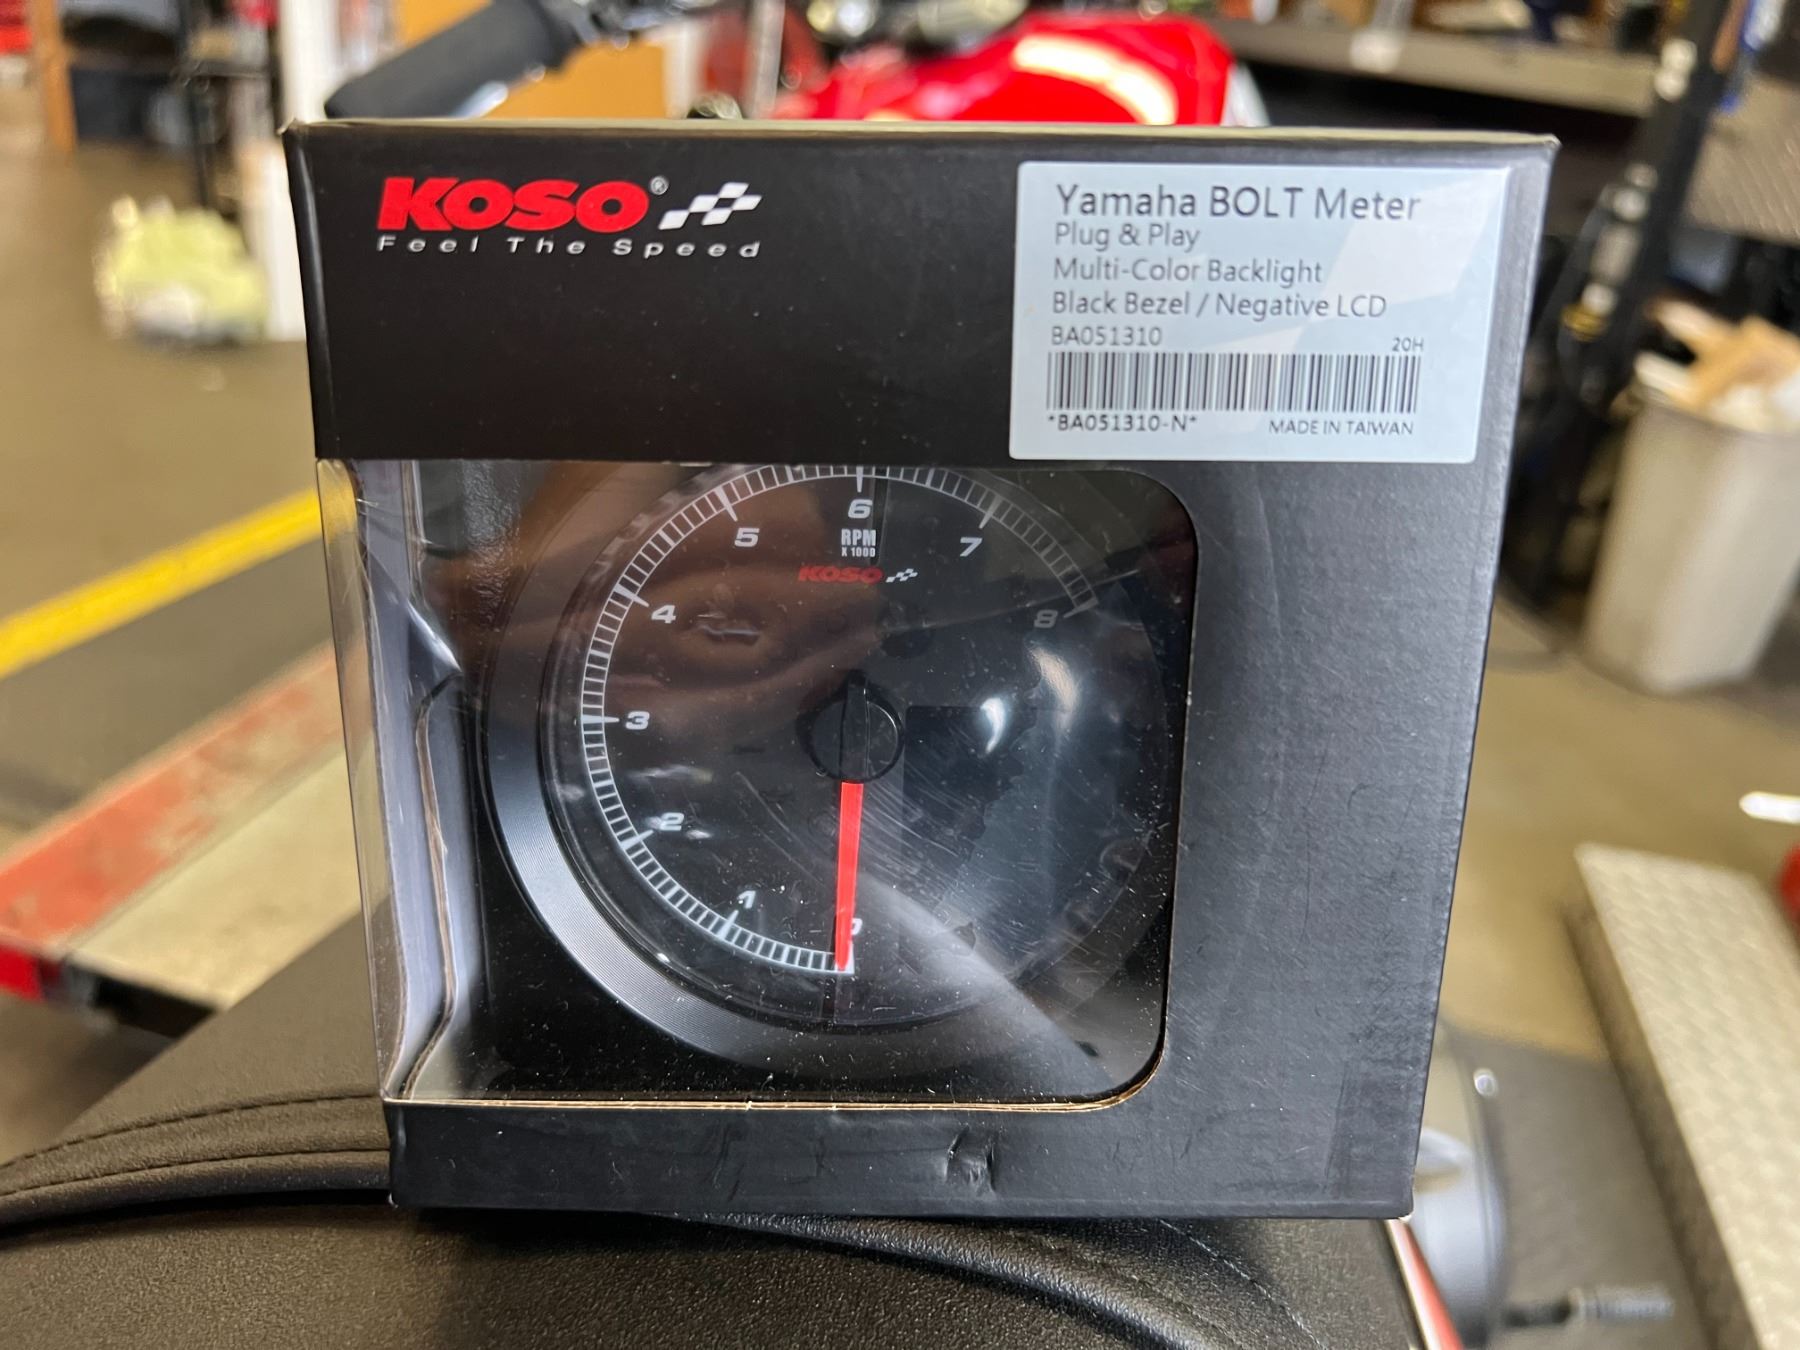 KOSO®
Feel The Speed
Yamaha BOLT Meter
Plug & Play
Multi-Color Backlight
Black Bezel / Negative LCD
BA051310
20H
*BA051310-N*
MADE IN TAIWAN
6
5
7
RPM
X 1000
KOSO
4
8
3
2
1
0